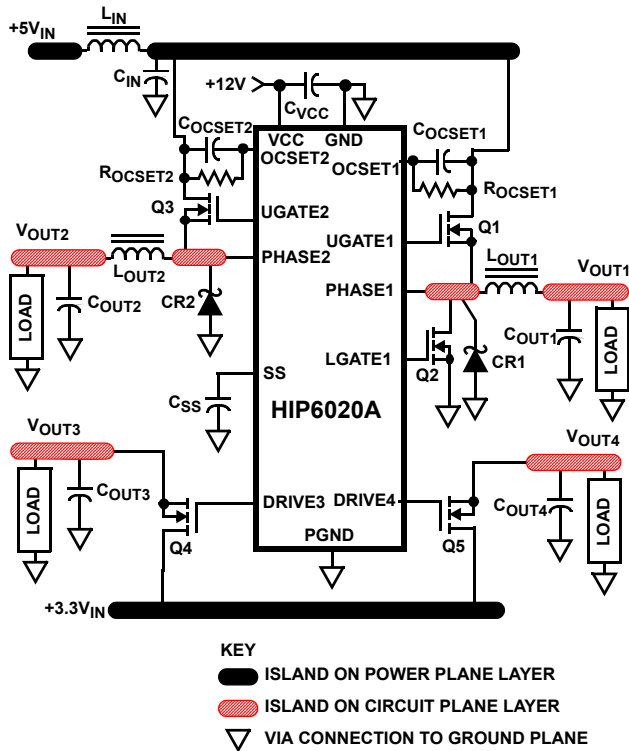 +5VIN
LIN
CIN
+12V
CVCC
VCC
GND
COCSET2
OCSET2
ROCSET2
COCSET1
OCSET1
ROCSET1
Q3
UGATE2
Q1
UGATE1
VOUT2
LOUT2
PHASE2
PHASE1
LOUT1
VOUT1
LOAD
COUT2
CR2
LGATE1
Q2
CR1
COUT1
LOAD
SS
CSS
HIP6020A
VOUT3
VOUT4
LOAD
COUT3
DRIVE3
Q4
DRIVE4
Q5
COUT4
LOAD
PGND
+3.3VIN
KEY
ISLAND ON POWER PLANE LAYER
ISLAND ON CIRCUIT PLANE LAYER
VIA CONNECTION TO GROUND PLANE